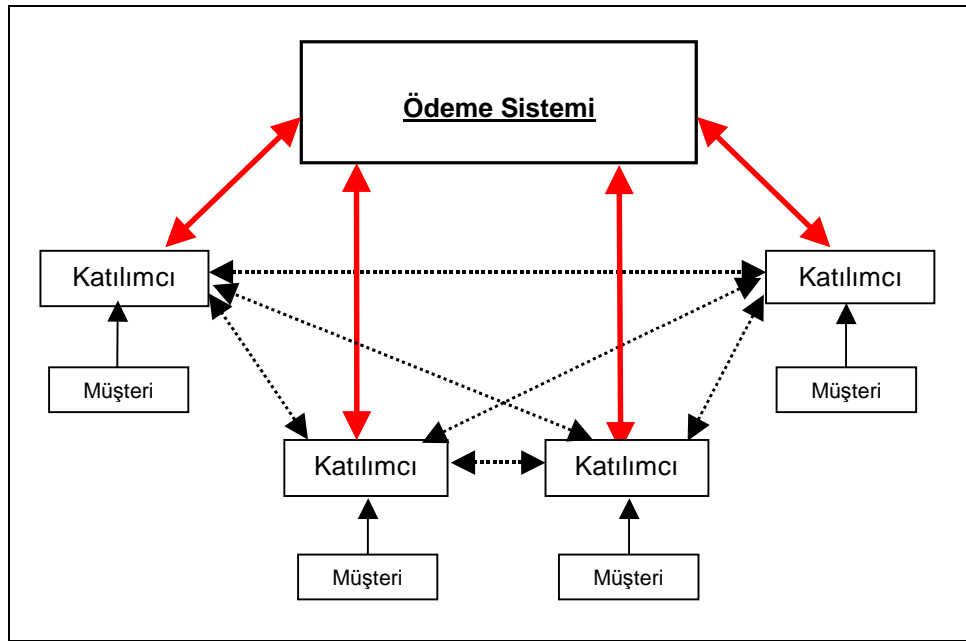 Ödeme Sistemi
Katılımcı
Katılımcı
Müşteri
Müşteri
Katılımcı
Katılımcı
Müşteri
Müşteri